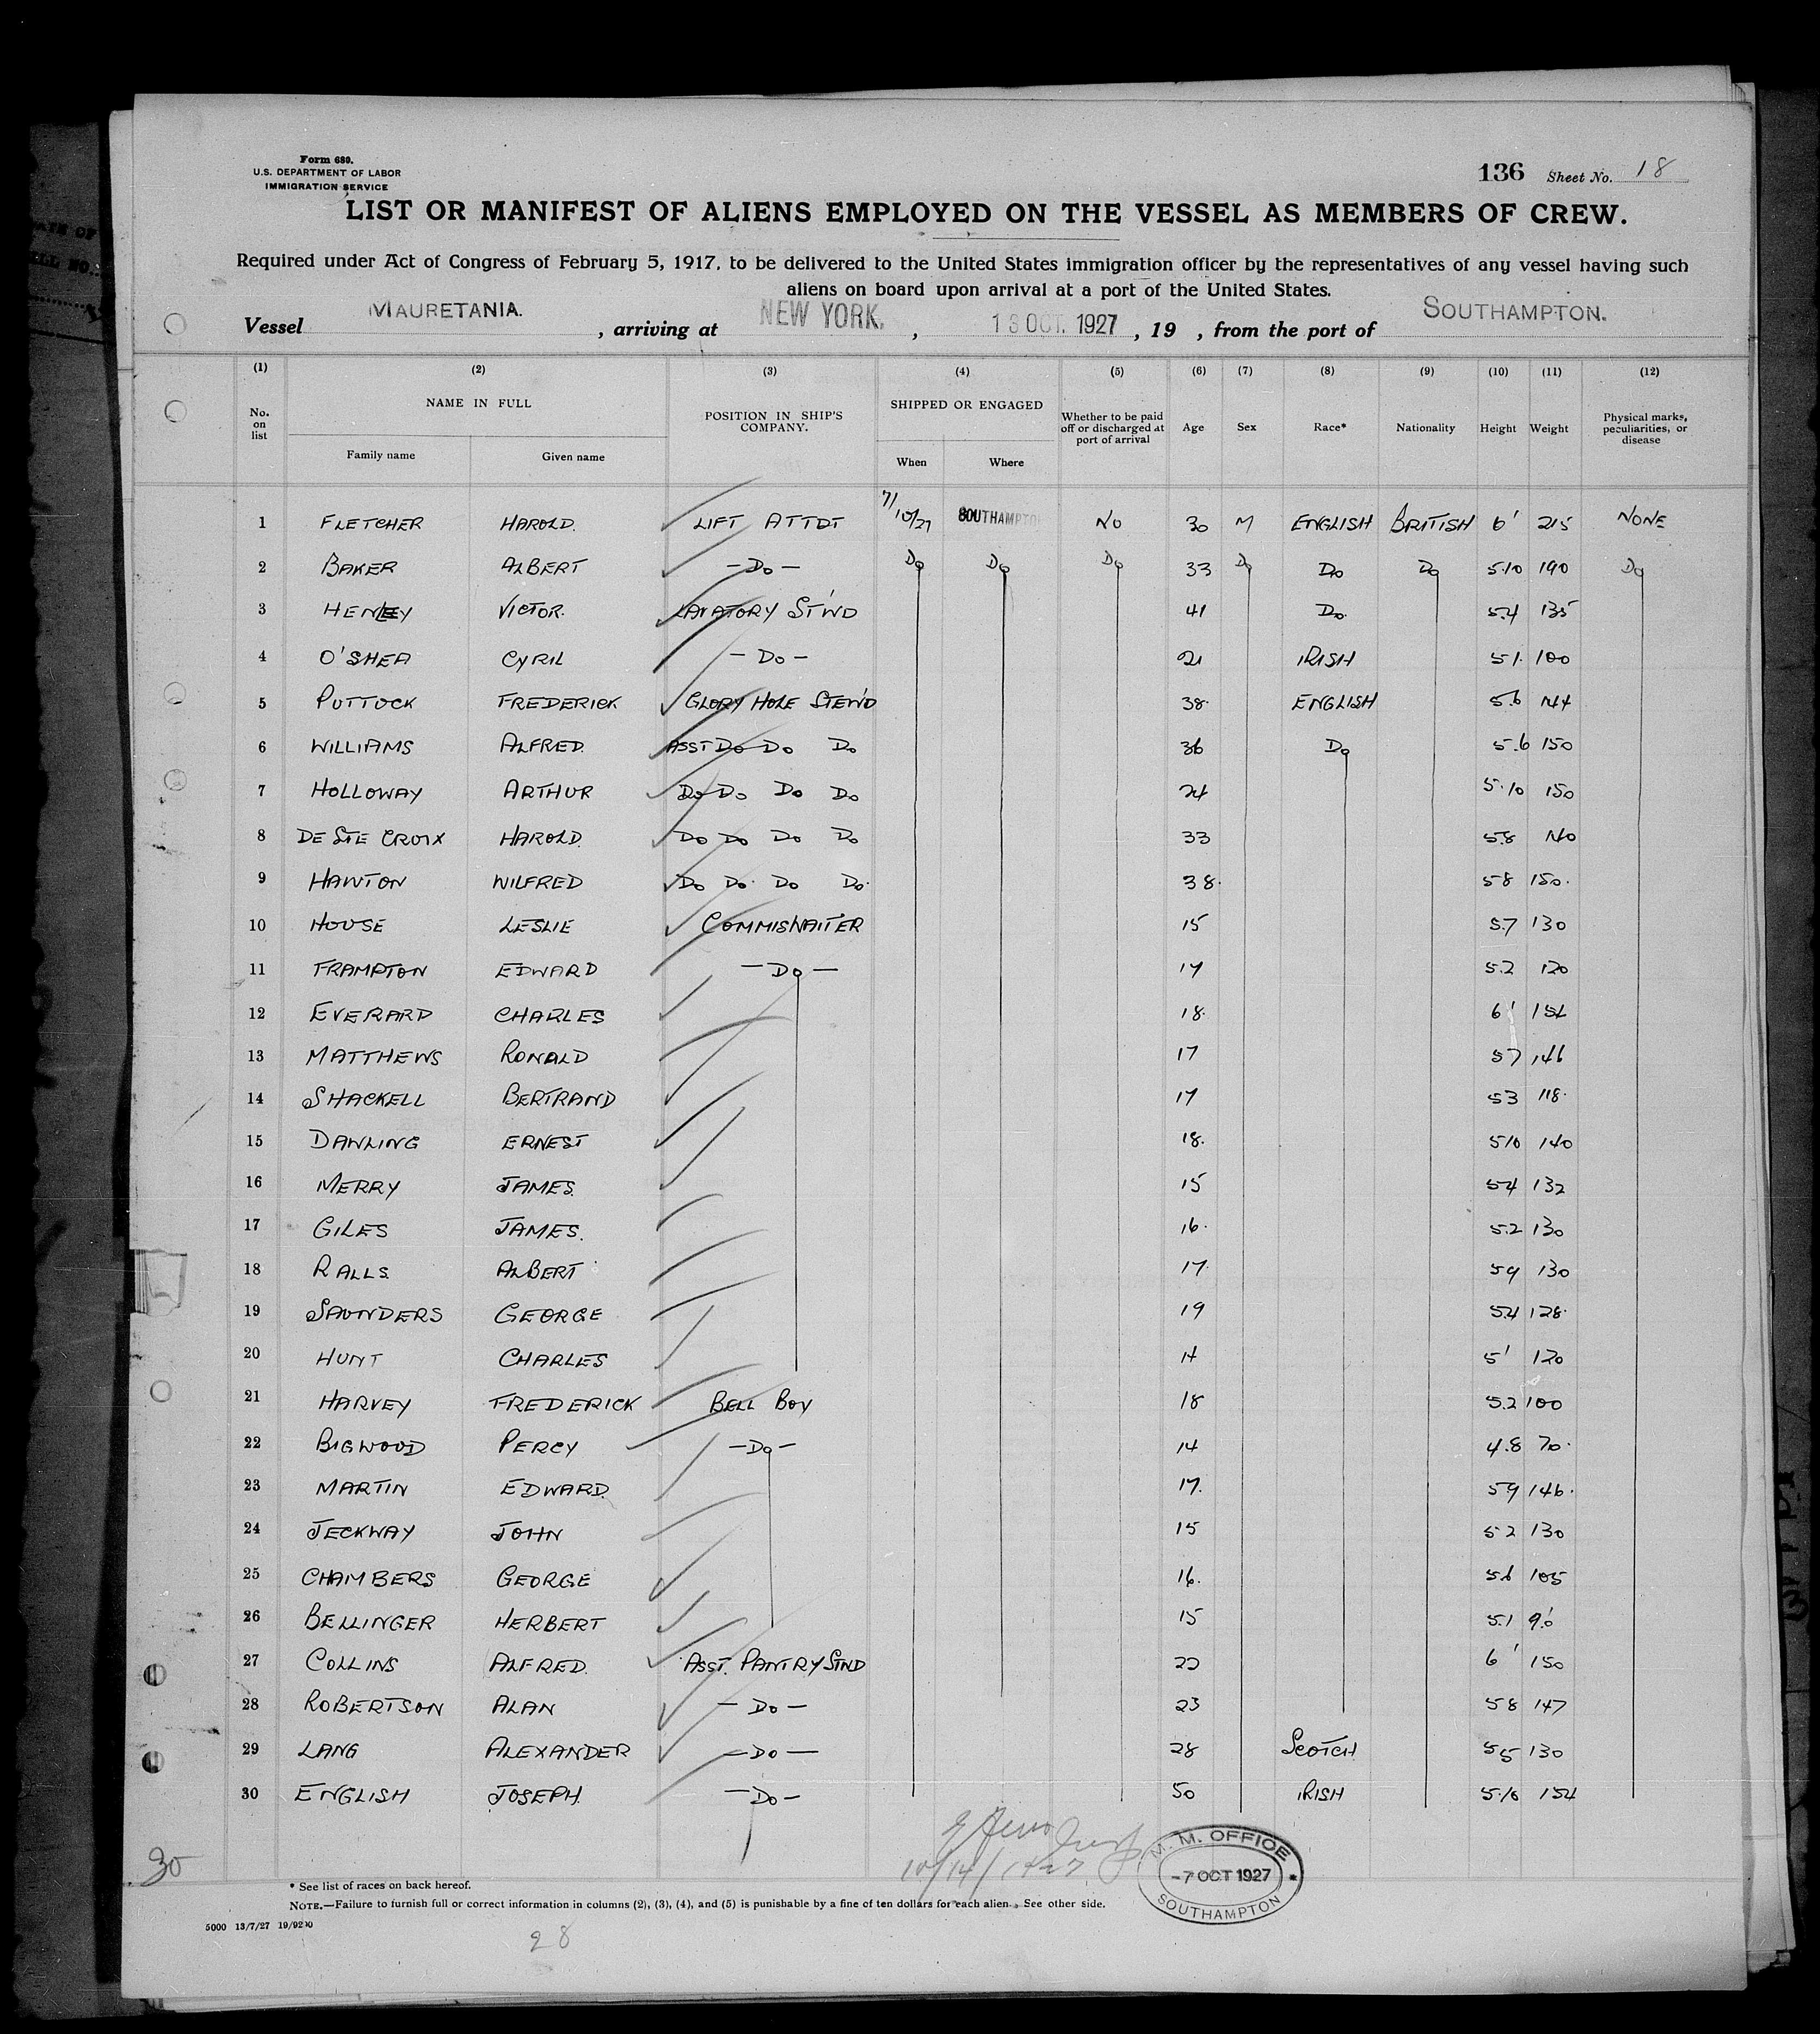 Form 680.
U.S. DEPARTMENT OF LABOR
IMMIGRATION SERVICE
136 Sheet No. 18
LIST OR MANIFEST OF ALIENS EMPLOYED ON THE VESSEL AS MEMBERS OF CREW.
Required under Act of Congress of February 5, 1917, to be delivered to the United States immigration officer by the representatives of any vessel having such
aliens on board upon arrival at a port of the United States.
Vessel MAURETANIA. , arriving at NEW YORK. , 13 OCT. 1927 , 19 , from the port of SOUTHAMPTON.
(1) (2) (3) (4) (5) (6) (7) (8) (9) (10) (11) (12)
No. on list NAME IN FULL Family name Given name POSITION IN SHIP'S COMPANY. SHIPPED OR ENGAGED When Where Whether to be paid off or discharged at port of arrival Age Sex Race* Nationality Height Weight Physical marks, peculiarities, or disease
1 FLETCHER HAROLD. LIFT ATTDT 7/10/27 SOUTHAMPTON NO 30 M ENGLISH BRITISH 6' 215 NONE
2 BAKER ALBERT -DO- DO DO DO 33 DO DO DO 5.10 190 DO
3 HENLEY VICTOR. LAVATORY ST'WD 41 DO. 5.4 135
4 O'SHEA CYRIL -DO- 21 IRISH 5.1. 100
5 PUTTOCK FREDERICK GLORY HOLE STEW'D 38. ENGLISH 5.6 144
6 WILLIAMS ALFRED. ASST DO DO DO 36 DO 5.6 150
7 HOLLOWAY ARTHUR DO DO DO DO 24 5.10 150
8 DE STE CROIX HAROLD. DO DO DO DO 33 5.8 140
9 HAWTON WILFRED DO DO. DO DO. 38. 5 8 150.
10 HOUSE LESLIE COMMIS WAITER 15 5.7 130
11 FRAMPTON EDWARD -DO- 17 5.2 120
12 EVERARD CHARLES 18. 6' 154
13 MATTHEWS RONALD 17 5 7 146
14 SHACKELL BERTRAND 17 5 3 118.
15 DAWLING ERNEST 18. 5 10 140
16 MERRY JAMES. 15 5 4 132
17 GILES JAMES. 16. 5.2 130
18 RALLS ALBERT 17. 5 9 130
19 SAUNDERS GEORGE 19 5.4 128.
20 HUNT CHARLES 14 5' 120
21 HARVEY FREDERICK BELL BOY 18 5.2 100
22 BIGWOOD PERCY -DO- 14 4.8 70.
23 MARTIN EDWARD. 17. 5 9 146.
24 JECKWAY JOHN 15 5 2 130
25 CHAMBERS GEORGE 16. 5 6 105
26 BELLINGER HERBERT 15 5.1 90
27 COLLINS ALFRED. ASST. PANTRY STWD 22 6' 150
28 ROBERTSON ALAN -DO- 23 5 8 147
29 LANG ALEXANDER -DO- 28 SCOTCH 5 5 130
30 ENGLISH JOSEPH. -DO- 50 IRISH 5.10 154
30
10/14/1927
M. M. OFFICE
-7 OCT 1927
SOUTHAMPTON
* See list of races on back hereof.
NOTE.—Failure to furnish full or correct information in columns (2), (3), (4), and (5) is punishable by a fine of ten dollars for each alien. See other side.
5000 13/7/27
28